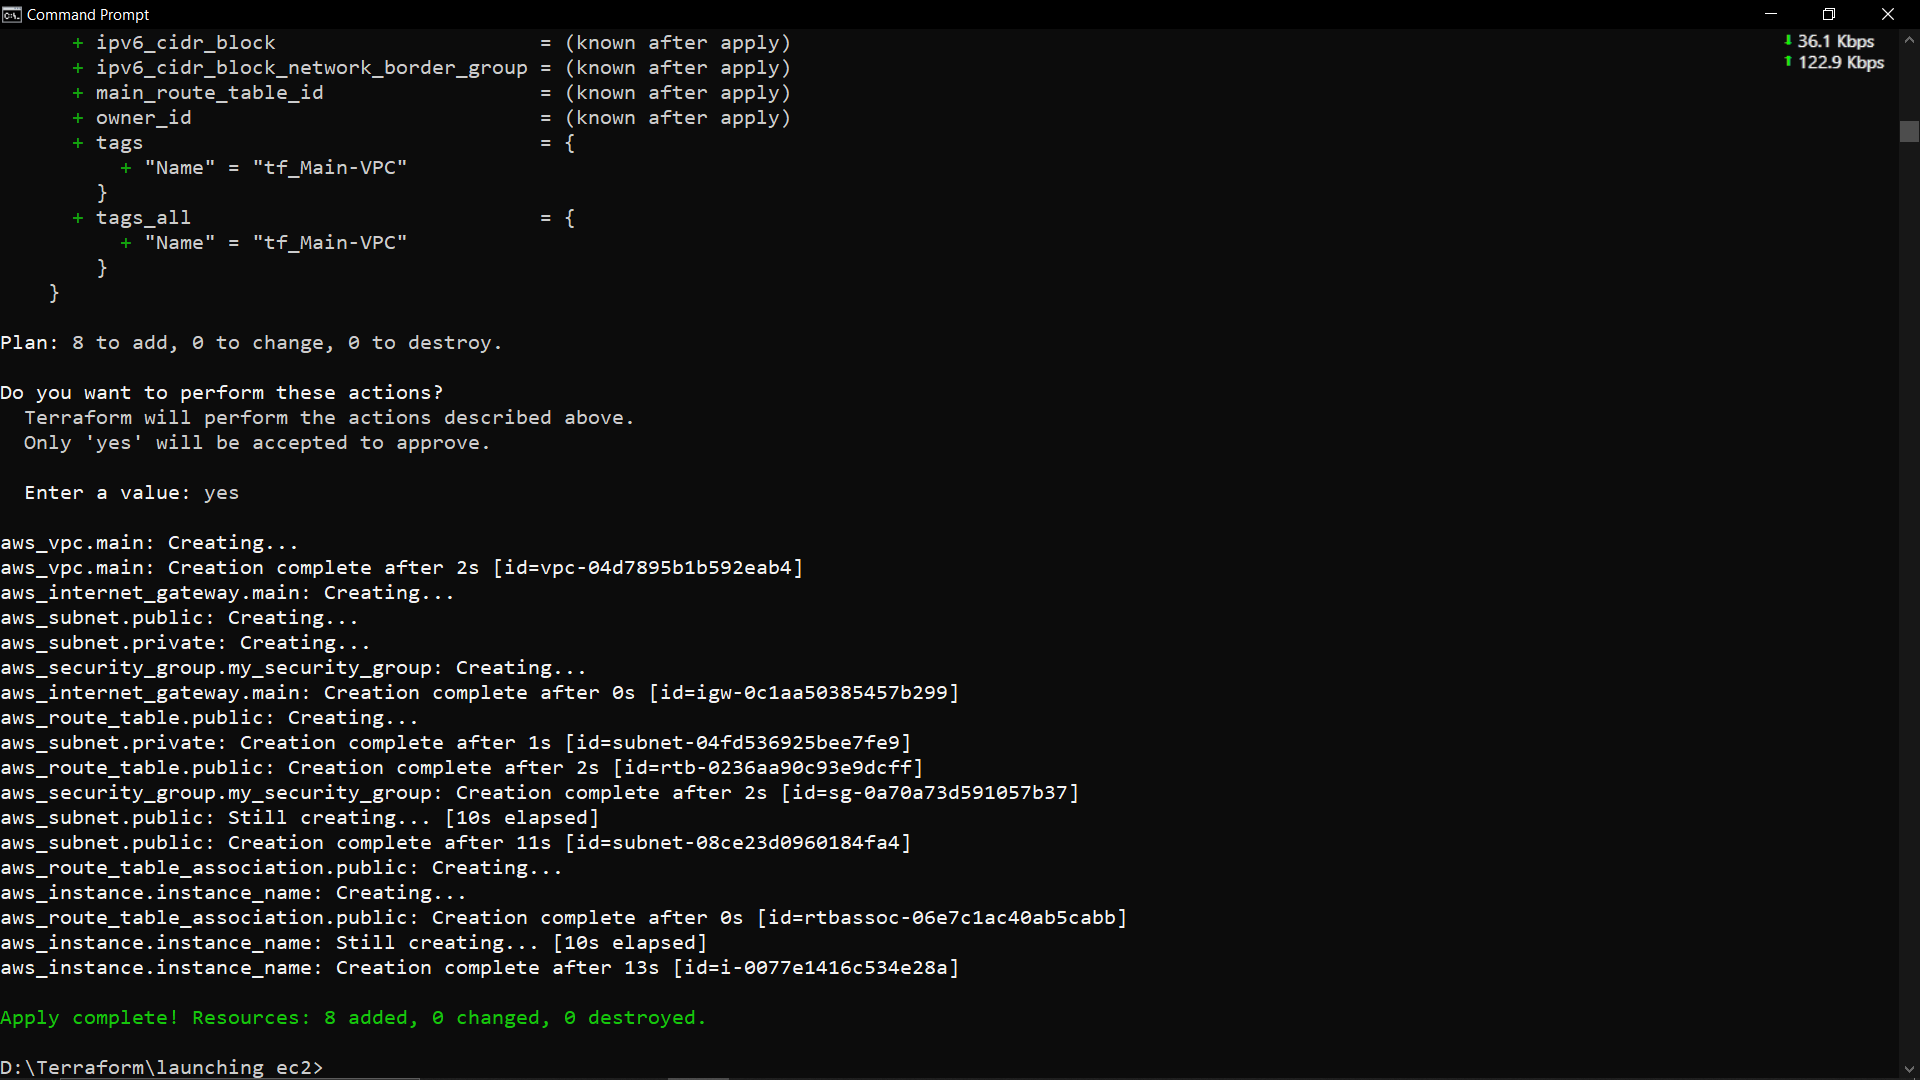 Command Prompt
36.1 Kbps
122.9 Kbps
+ ipv6_cidr_block                      = (known after apply)
+ ipv6_cidr_block_network_border_group = (known after apply)
+ main_route_table_id                  = (known after apply)
+ owner_id                             = (known after apply)
+ tags                                 = {
+ "Name" = "tf_Main-VPC"
}
+ tags_all                             = {
+ "Name" = "tf_Main-VPC"
}
}
Plan: 8 to add, 0 to change, 0 to destroy.
Do you want to perform these actions?
Terraform will perform the actions described above.
Only 'yes' will be accepted to approve.
Enter a value: yes
aws_vpc.main: Creating...
aws_vpc.main: Creation complete after 2s [id=vpc-04d7895b1b592eab4]
aws_internet_gateway.main: Creating...
aws_subnet.public: Creating...
aws_subnet.private: Creating...
aws_security_group.my_security_group: Creating...
aws_internet_gateway.main: Creation complete after 0s [id=igw-0c1aa50385457b299]
aws_route_table.public: Creating...
aws_subnet.private: Creation complete after 1s [id=subnet-04fd536925bee7fe9]
aws_route_table.public: Creation complete after 2s [id=rtb-0236aa90c93e9dcff]
aws_security_group.my_security_group: Creation complete after 2s [id=sg-0a70a73d591057b37]
aws_subnet.public: Still creating... [10s elapsed]
aws_subnet.public: Creation complete after 11s [id=subnet-08ce23d0960184fa4]
aws_route_table_association.public: Creating...
aws_instance.instance_name: Creating...
aws_route_table_association.public: Creation complete after 0s [id=rtbassoc-06e7c1ac40ab5cabb]
aws_instance.instance_name: Still creating... [10s elapsed]
aws_instance.instance_name: Creation complete after 13s [id=i-0077e1416c534e28a]
Apply complete! Resources: 8 added, 0 changed, 0 destroyed.
D:\Terraform\launching ec2>